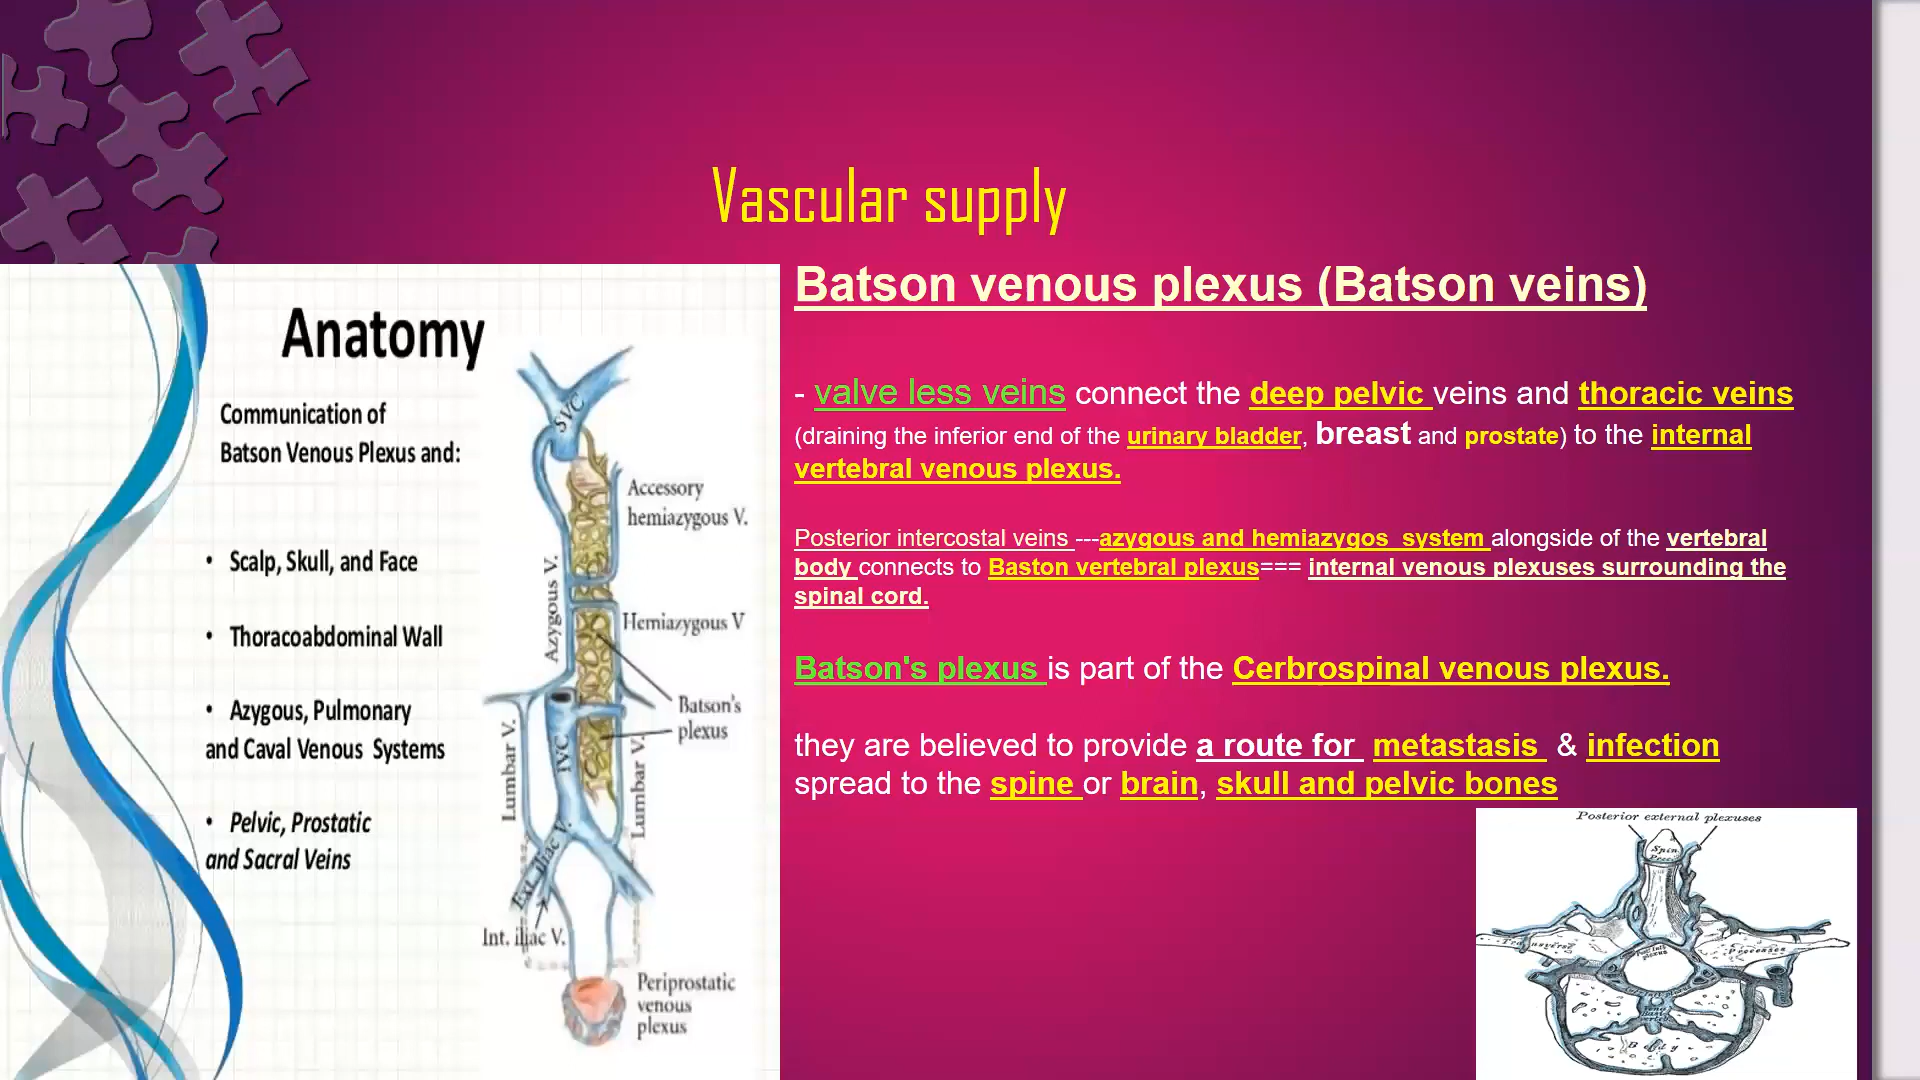 Vascular supply
Anatomy
Communication of
Batson Venous Plexus and:
• Scalp, Skull, and Face
• Thoracoabdominal Wall
• Azygous, Pulmonary
and Caval Venous Systems
• Pelvic, Prostatic
and Sacral Veins
SVC
Accessory
hemiazygous V.
Azygous V.
Hemiazygous V
Batson's
plexus
Lumbar V.
IVC
Lumbar V.
Ext. Iliac V.
Int. iliac V.
Periprostatic
venous
plexus
Batson venous plexus (Batson veins)
- valve less veins connect the deep pelvic veins and thoracic veins
(draining the inferior end of the urinary bladder, breast and prostate) to the internal
vertebral venous plexus.
Posterior intercostal veins ---azygous and hemiazygos system alongside of the vertebral
body connects to Baston vertebral plexus=== internal venous plexuses surrounding the
spinal cord.
Batson's plexus is part of the Cerbrospinal venous plexus.
they are believed to provide a route for metastasis & infection
spread to the spine or brain, skull and pelvic bones
Posterior external plexuses
Spin.
Proce.
Transverse
Processes
Body